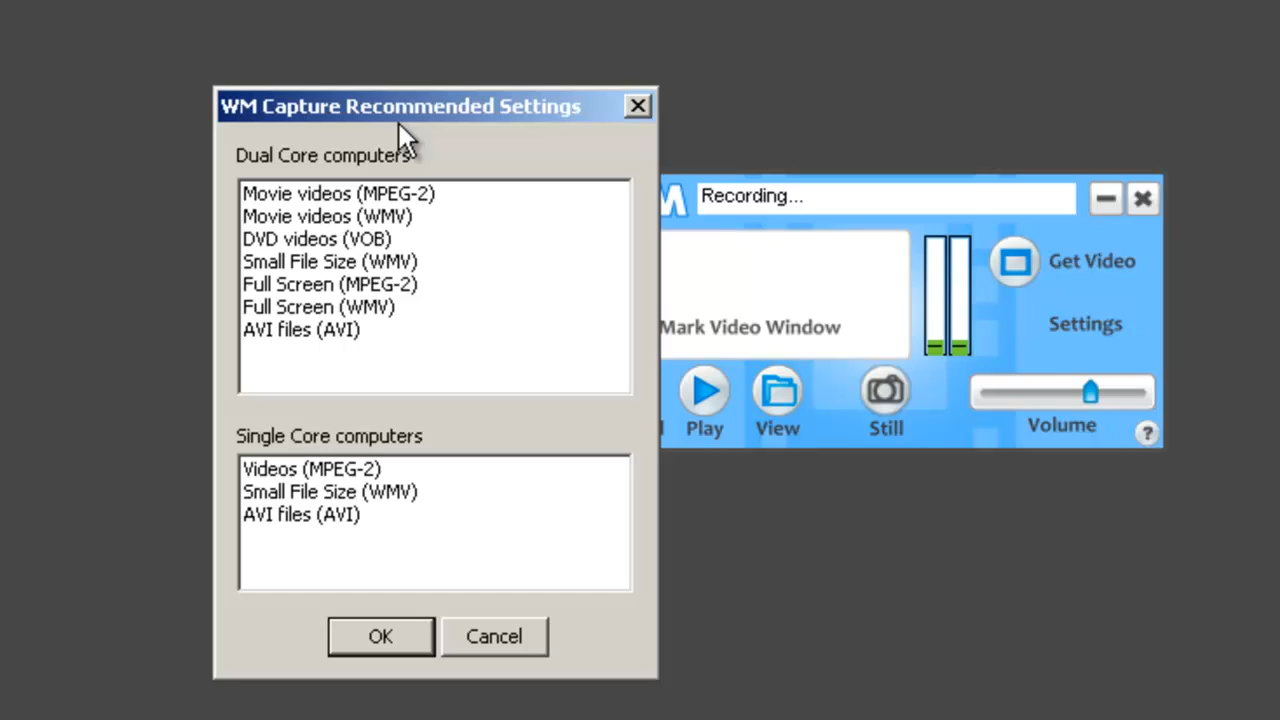 WM Capture Recommended Settings
Dual Core computers
Movie videos (MPEG-2)
Movie videos (WMV)
DVD videos (VOB)
Small File Size (WMV)
Full Screen (MPEG-2)
Full Screen (WMV)
AVI files (AVI)
Single Core computers
Videos (MPEG-2)
Small File Size (WMV)
AVI files (AVI)
OK
Cancel
M
Recording...
Get Video
Mark Video Window
Settings
Play
View
Still
Volume
?